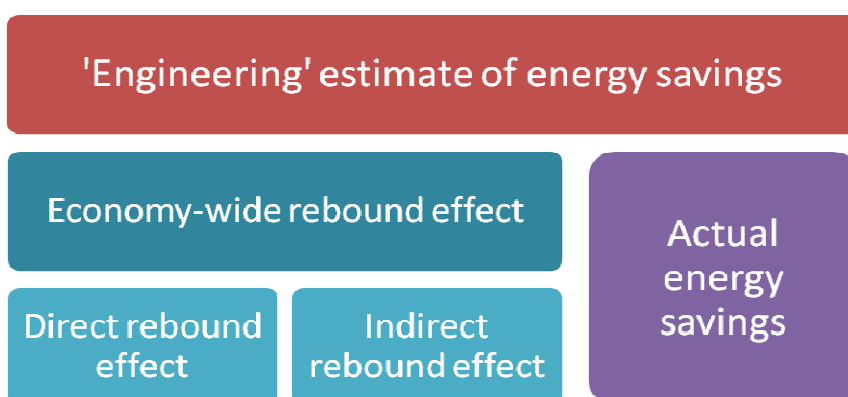 'Engineering' estimate of energy savings
Economy-wide rebound effect
Actual
energy
savings
Direct rebound
effect
Indirect
rebound effect